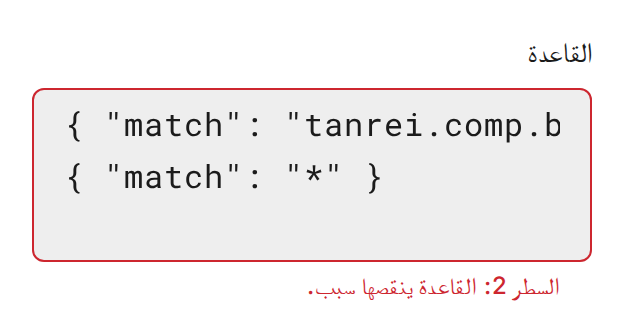 القاعدة
{ "match": "tanrei.comp.b
{ "match": "*" }
السطر 2: القاعدة ينقصها سبب.